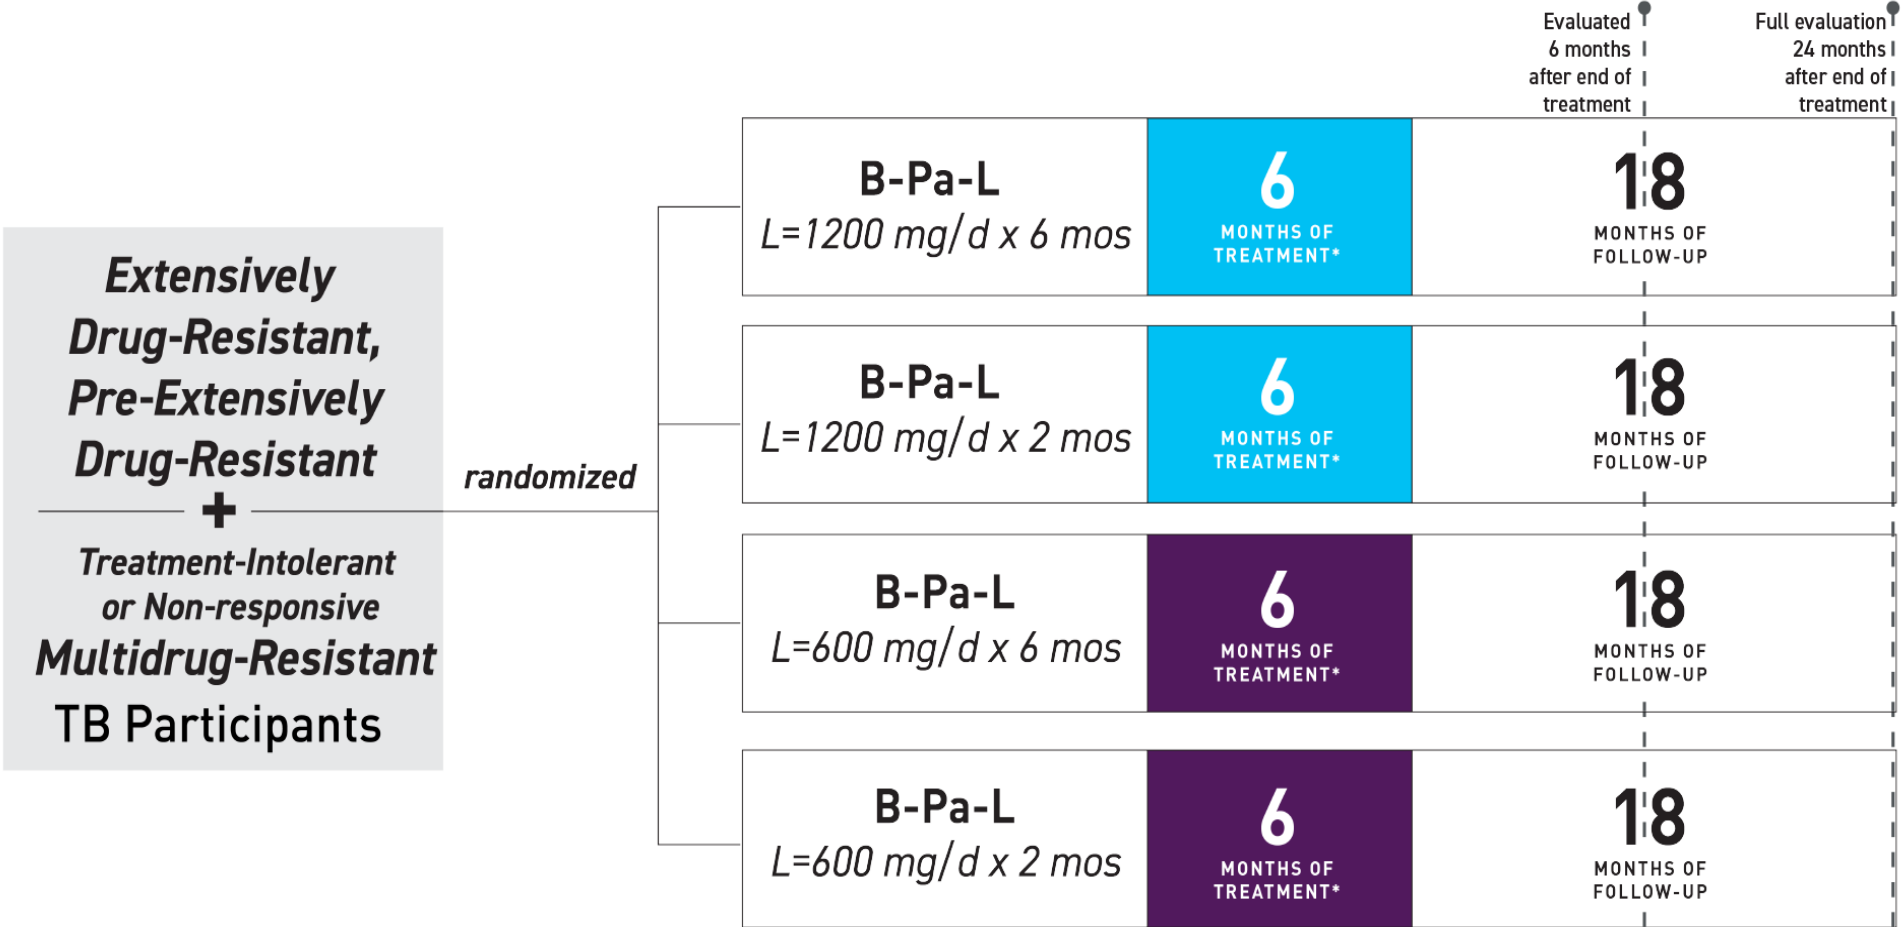 Evaluated
6 months
after end of
treatment
Full evaluation
24 months
after end of
treatment
Extensively
Drug-Resistant,
Pre-Extensively
Drug-Resistant
+
Treatment-Intolerant
or Non-responsive
Multidrug-Resistant
TB Participants
randomized
B-Pa-L
L=1200 mg/d x 6 mos
6
MONTHS OF
TREATMENT*
18
MONTHS OF
FOLLOW-UP
B-Pa-L
L=1200 mg/d x 2 mos
6
MONTHS OF
TREATMENT*
18
MONTHS OF
FOLLOW-UP
B-Pa-L
L=600 mg/d x 6 mos
6
MONTHS OF
TREATMENT*
18
MONTHS OF
FOLLOW-UP
B-Pa-L
L=600 mg/d x 2 mos
6
MONTHS OF
TREATMENT*
18
MONTHS OF
FOLLOW-UP